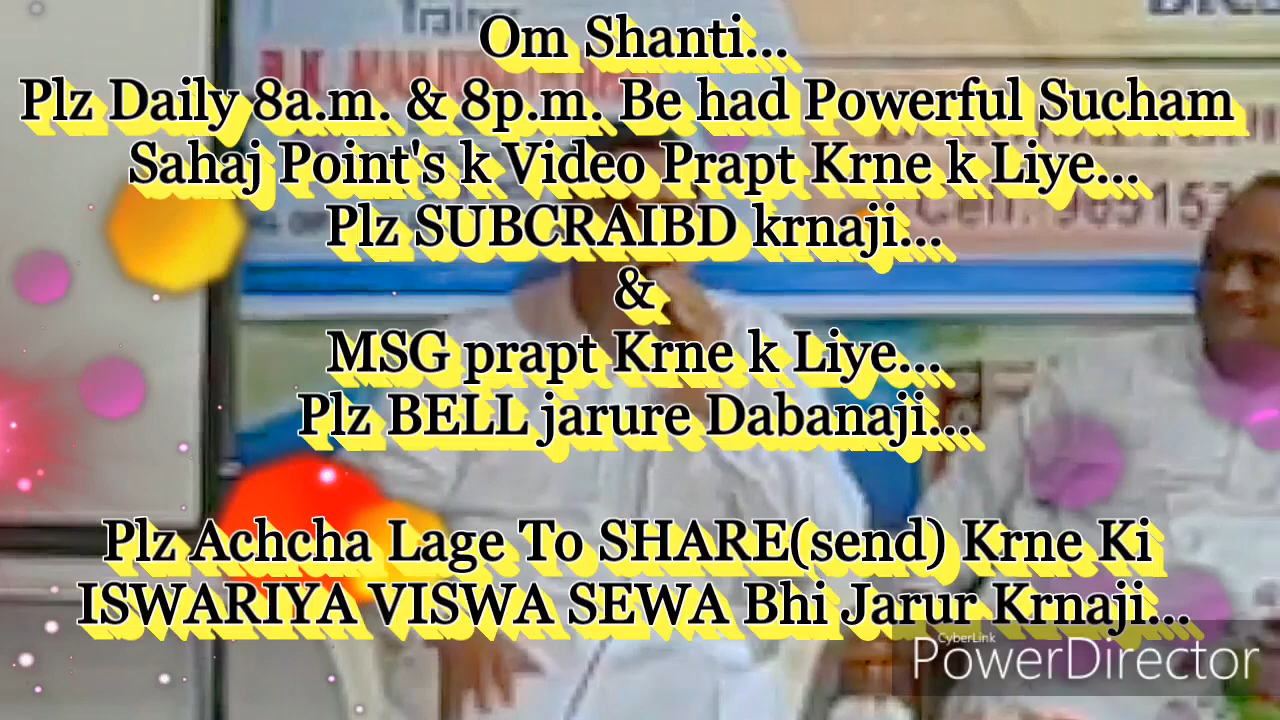 Trainer
Om Shanti...
Plz Daily 8a.m. & 8p.m. Be had Powerful Sucham
Sahaj Point's k Video Prapt Krne k Liye...
Plz SUBCRAIBD krnaji...
&
MSG prapt Krne k Liye...
Plz BELL jarure Dabanaji...
Plz Achcha Lage To SHARE(send) Krne Ki
ISWARIYA VISWA SEWA Bhi Jarur Krnaji...
CyberLink
PowerDirector